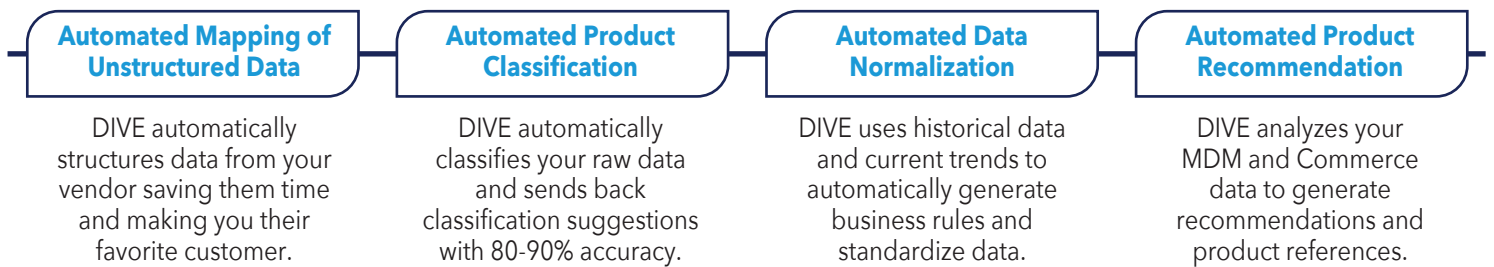 Automated Mapping of
Unstructured Data
DIVE automatically
structures data from your
vendor saving them time
and making you their
favorite customer.
Automated Product
Classification
DIVE automatically
classifies your raw data
and sends back
classification suggestions
with 80-90% accuracy.
Automated Data
Normalization
DIVE uses historical data
and current trends to
automatically generate
business rules and
standardize data.
Automated Product
Recommendation
DIVE analyzes your
MDM and Commerce
data to generate
recommendations and
product references.